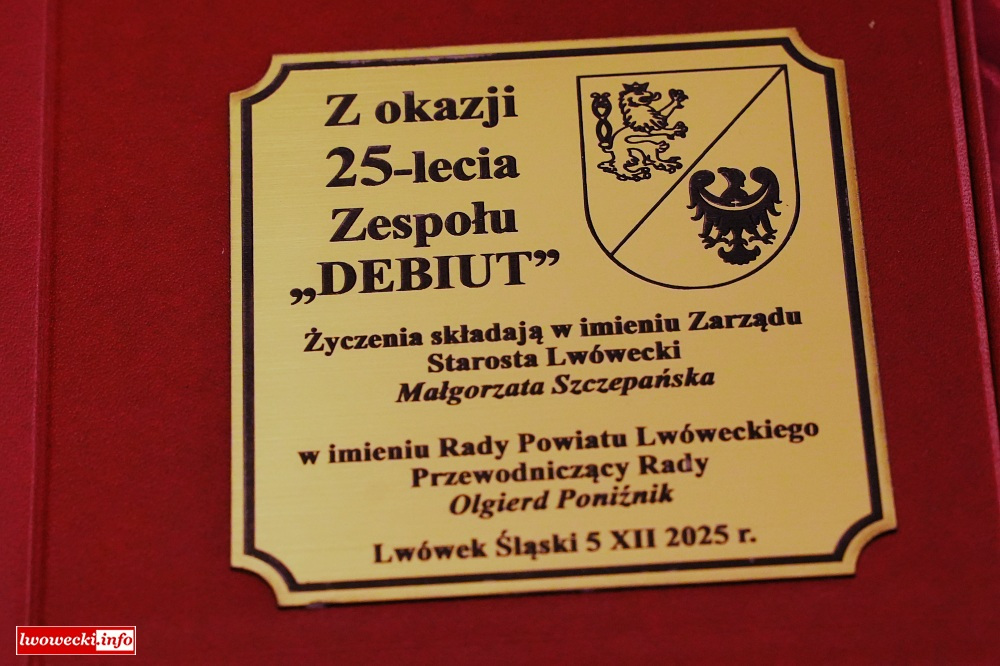 Z okazji
25-lecia
Zespołu
„DEBIUT”
Życzenia składają w imieniu Zarządu
Starosta Lwówecki
Małgorzata Szczepańska
w imieniu Rady Powiatu Lwóweckiego
Przewodniczący Rady
Olgierd Poniźnik
Lwówek Śląski 5 XII 2025 r.
lwowecki.info